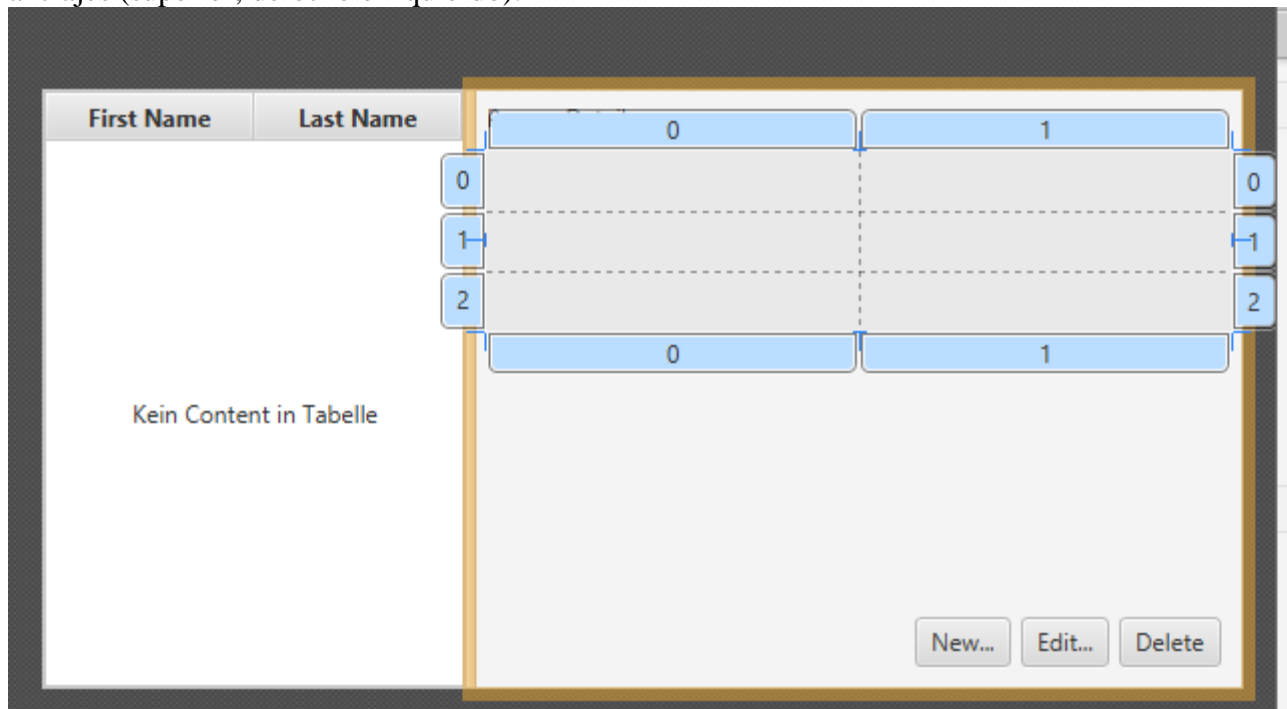 First Name Last Name
0 1
0 0
1 1
2 2
0 1
Kein Content in Tabelle
New... Edit... Delete